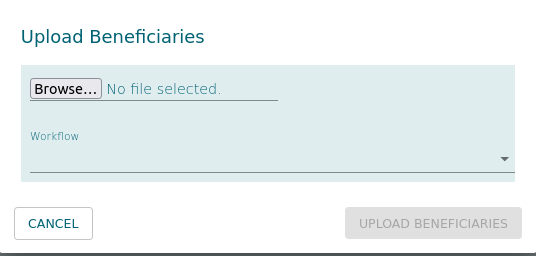 Upload Beneficiaries
Browse... No file selected.
Workflow
CANCEL UPLOAD BENEFICIARIES